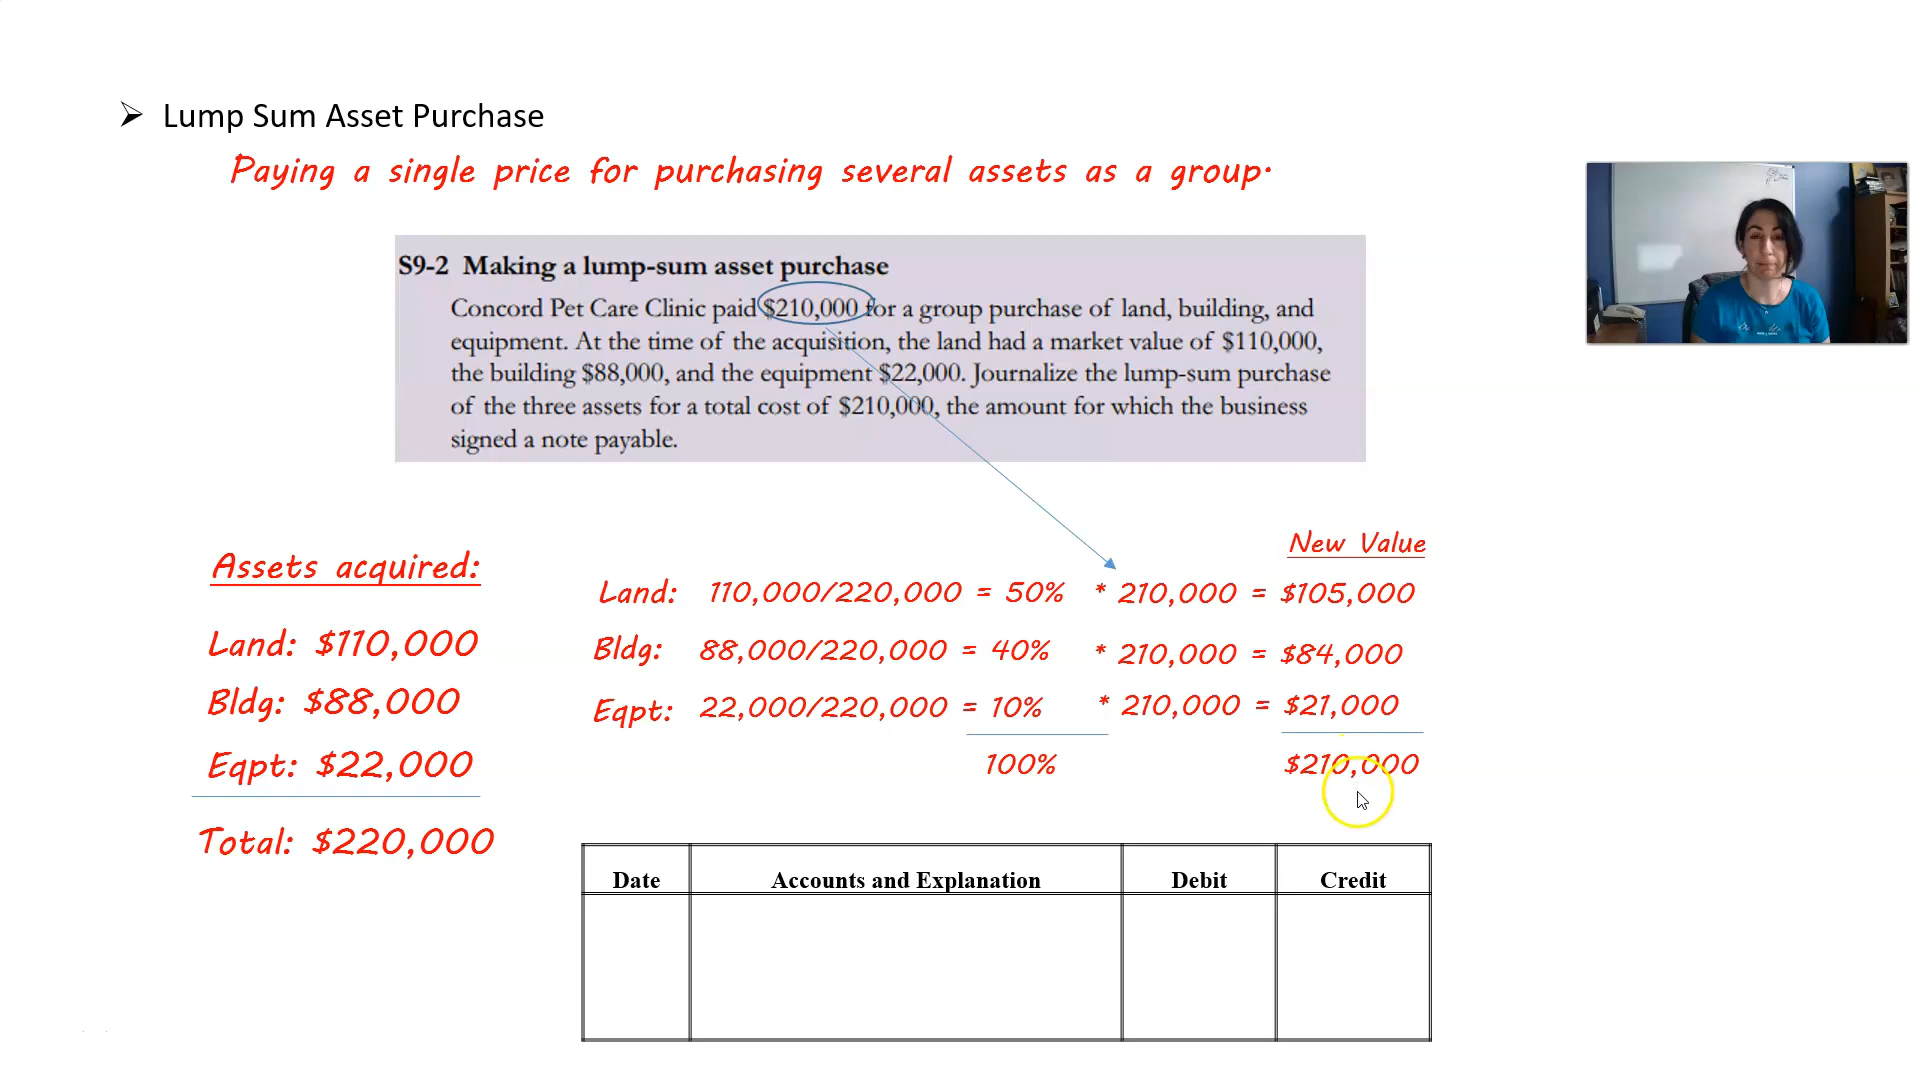 Lump Sum Asset Purchase
Paying a single price for purchasing several assets as a group.
S9-2 Making a lump-sum asset purchase
Concord Pet Care Clinic paid $210,000 for a group purchase of land, building, and
equipment. At the time of the acquisition, the land had a market value of $110,000,
the building $88,000, and the equipment $22,000. Journalize the lump-sum purchase
of the three assets for a total cost of $210,000, the amount for which the business
signed a note payable.
Assets acquired:
Land: $110,000
Bldg: $88,000
Eqpt: $22,000
Total: $220,000
New Value
Land: 110,000/220,000 = 50% * 210,000 = $105,000
Bldg: 88,000/220,000 = 40% * 210,000 = $84,000
Eqpt: 22,000/220,000 = 10% * 210,000 = $21,000
100% $210,000
Date Accounts and Explanation Debit Credit